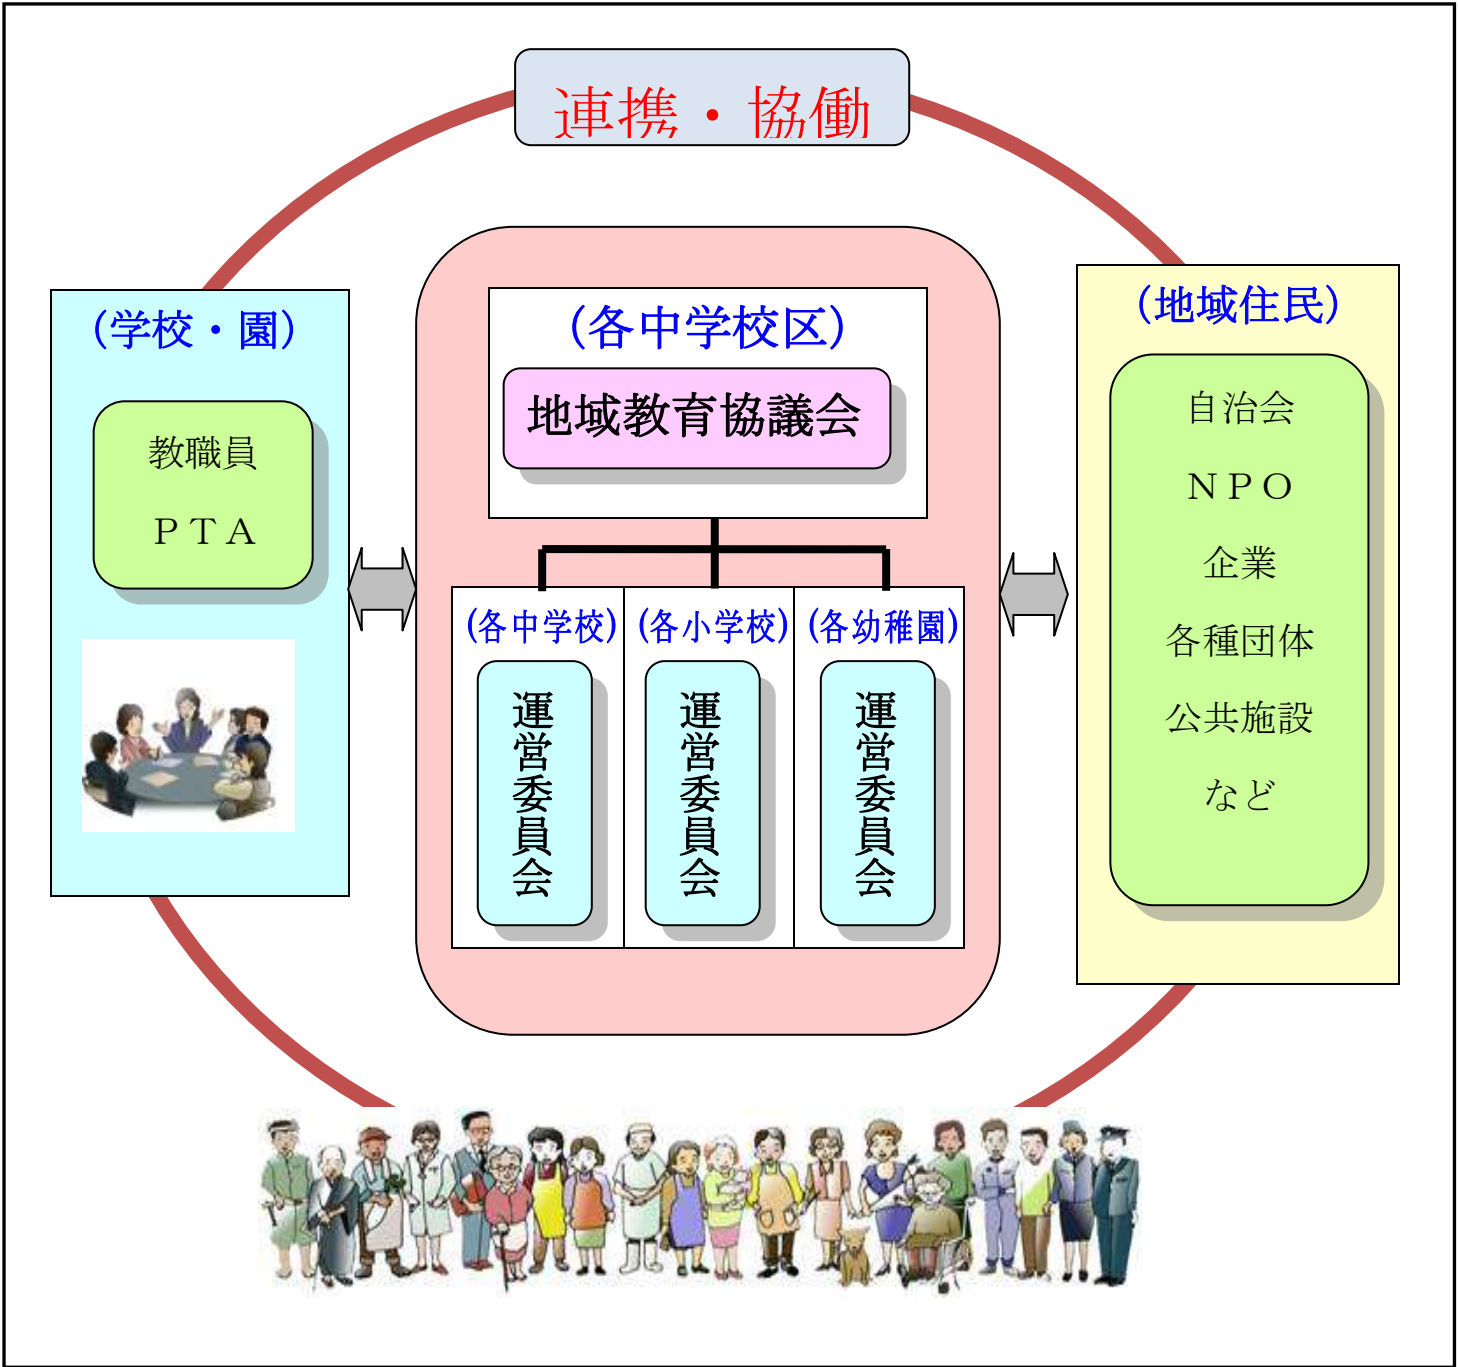 連携・協働
（学校・園）
教職員
ＰＴＡ
（各中学校区）
地域教育協議会
（各中学校）
運営委員会
（各小学校）
運営委員会
（各幼稚園）
運営委員会
（地域住民）
自治会
ＮＰＯ
企業
各種団体
公共施設
など